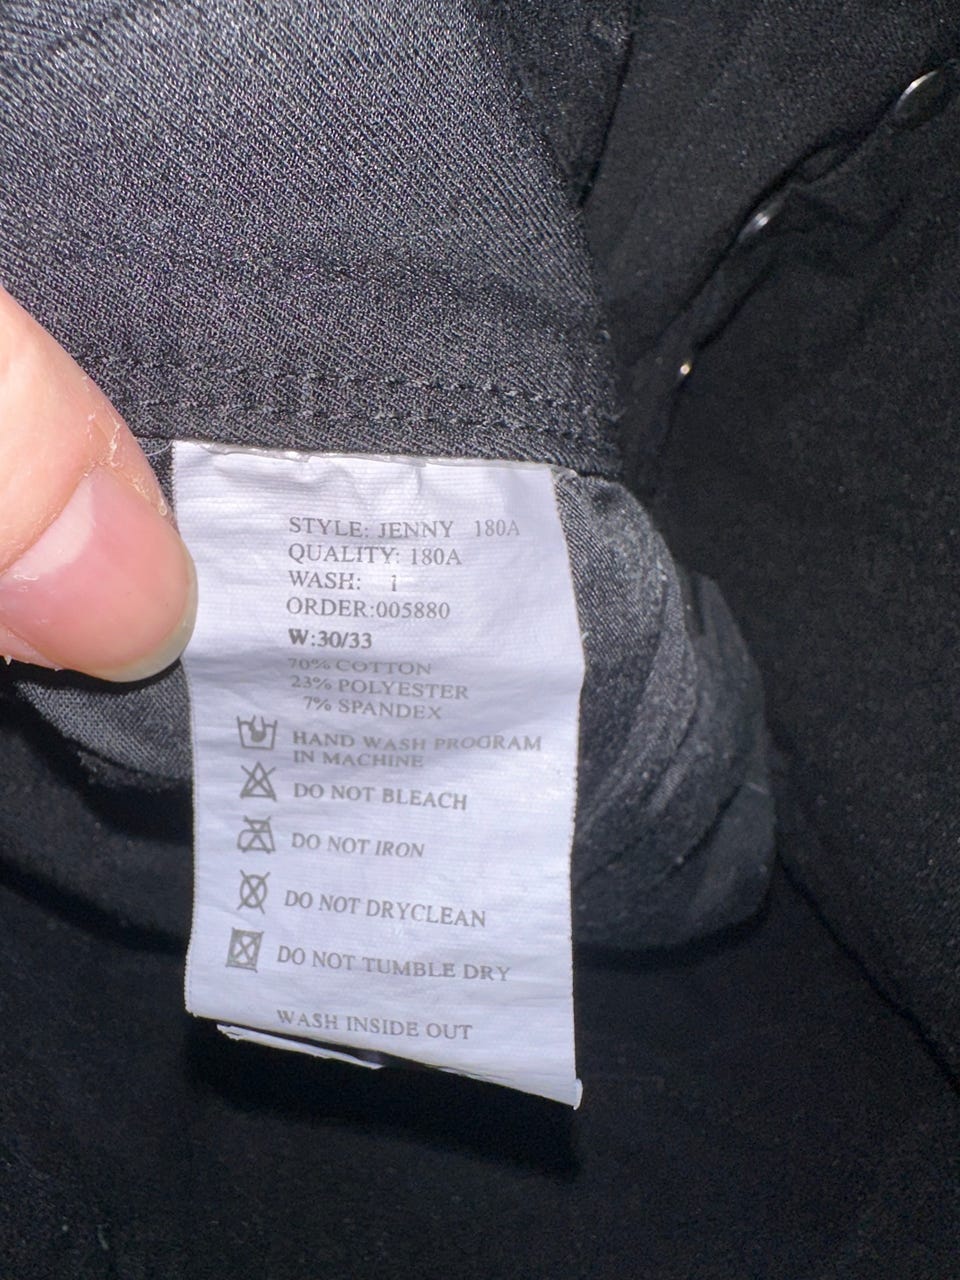 STYLE: JENNY 180A
QUALITY: 180A
WASH: 1
ORDER:005880
W:30/33
70% COTTON
23% POLYESTER
7% SPANDEX
HAND WASH PROGRAM
IN MACHINE
DO NOT BLEACH
DO NOT IRON
DO NOT DRYCLEAN
DO NOT TUMBLE DRY
WASH INSIDE OUT